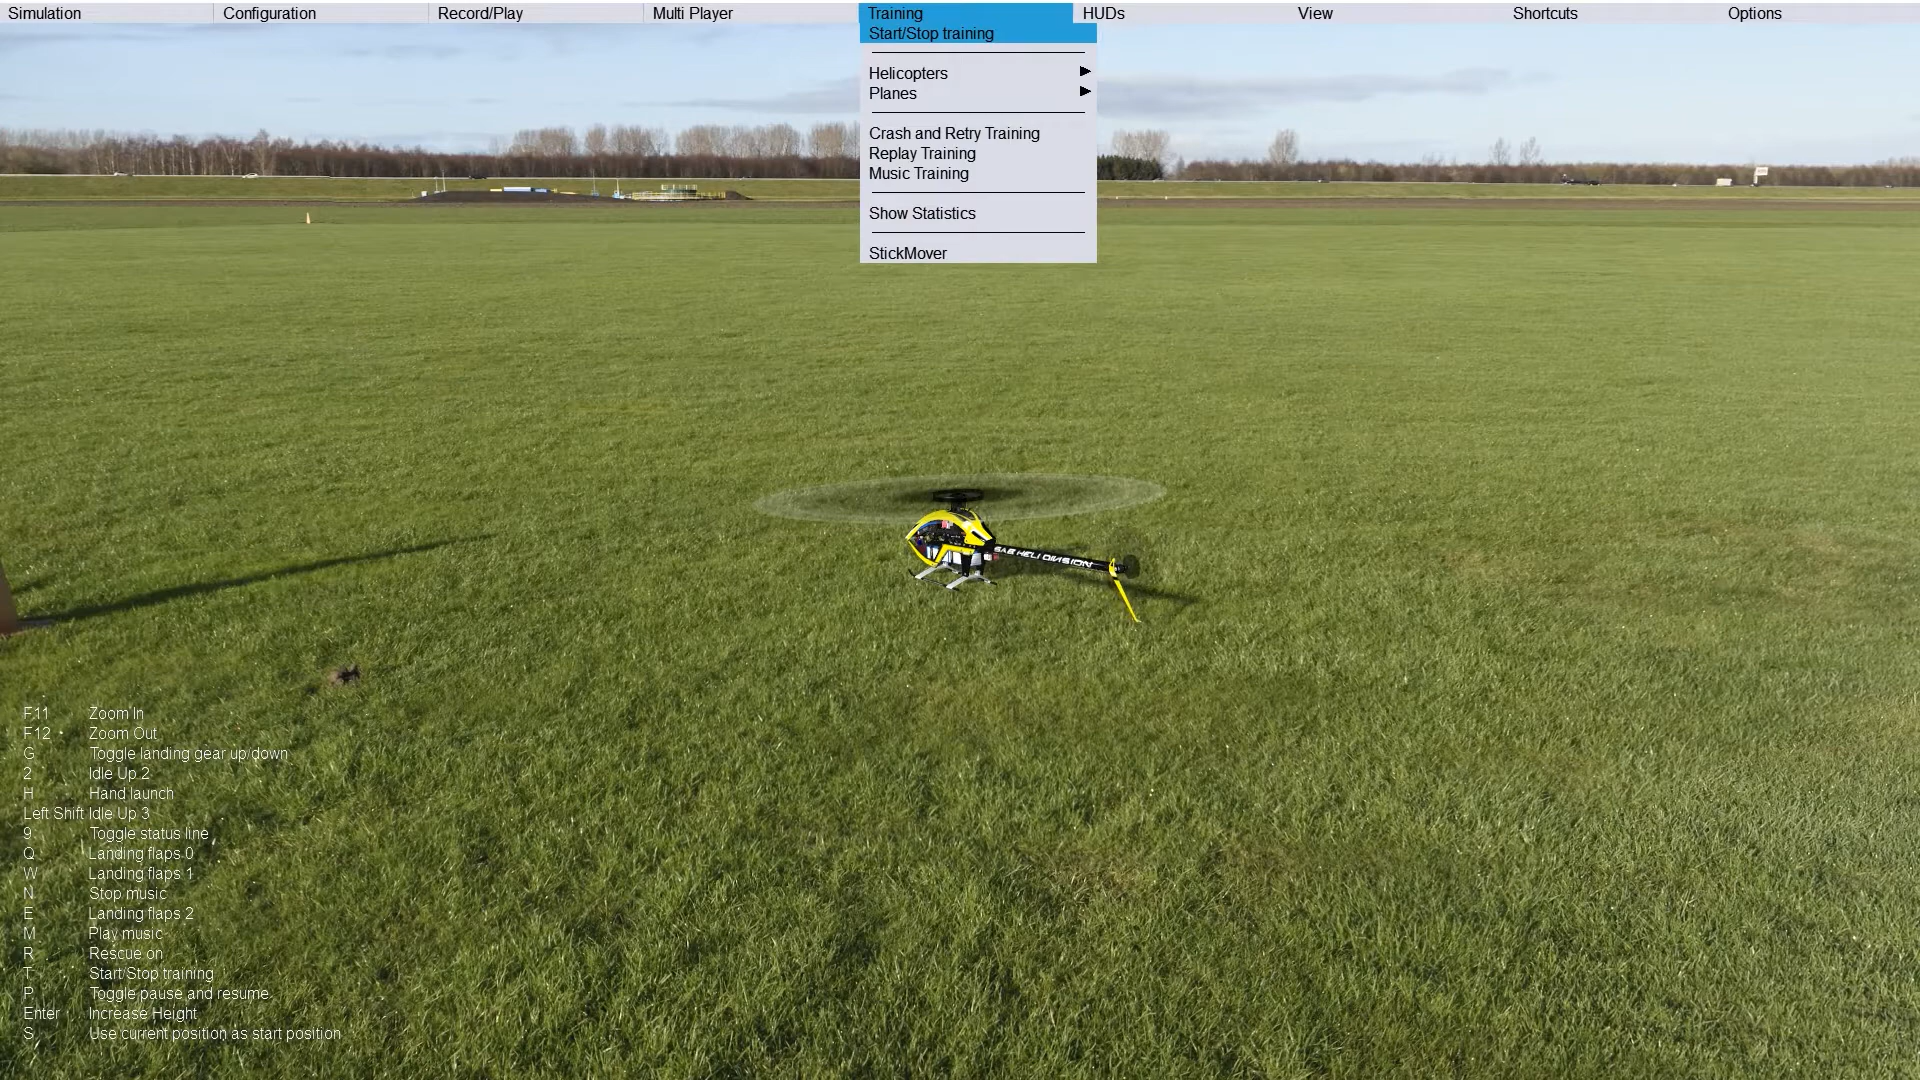 Simulation Configuration Record/Play Multi Player Training HUDs View Shortcuts Options
Start/Stop training
Helicopters
Planes
Crash and Retry Training
Replay Training
Music Training
Show Statistics
StickMover
SAB HELI DIVISION
F11 Zoom In
F12 Zoom Out
G Toggle landing gear up/down
2 Idle Up 2
H Hand launch
Left Shift Idle Up 3
9 Toggle status line
Q Landing flaps 0
W Landing flaps 1
N Stop music
E Landing flaps 2
M Play music
R Rescue on
T Start/Stop training
P Toggle pause and resume
Enter Increase Height
S Use current position as start position